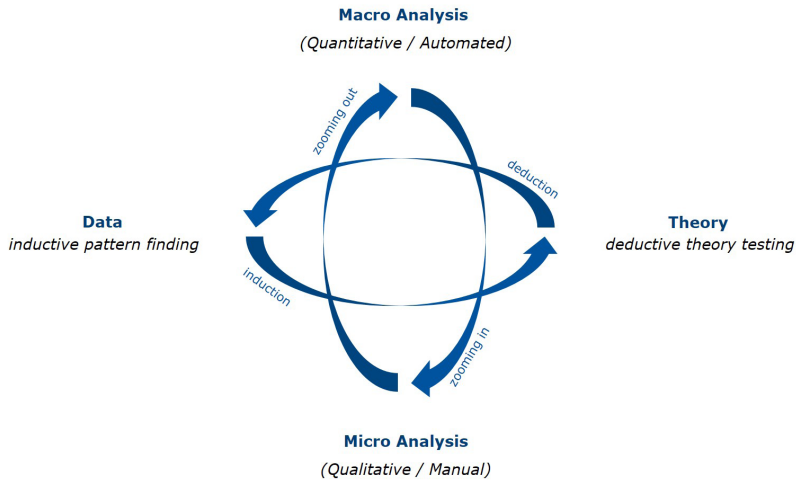 Macro Analysis
(Quantitative / Automated)
zooming out
deduction
Data
inductive pattern finding
Theory
deductive theory testing
induction
zooming in
Micro Analysis
(Qualitative / Manual)